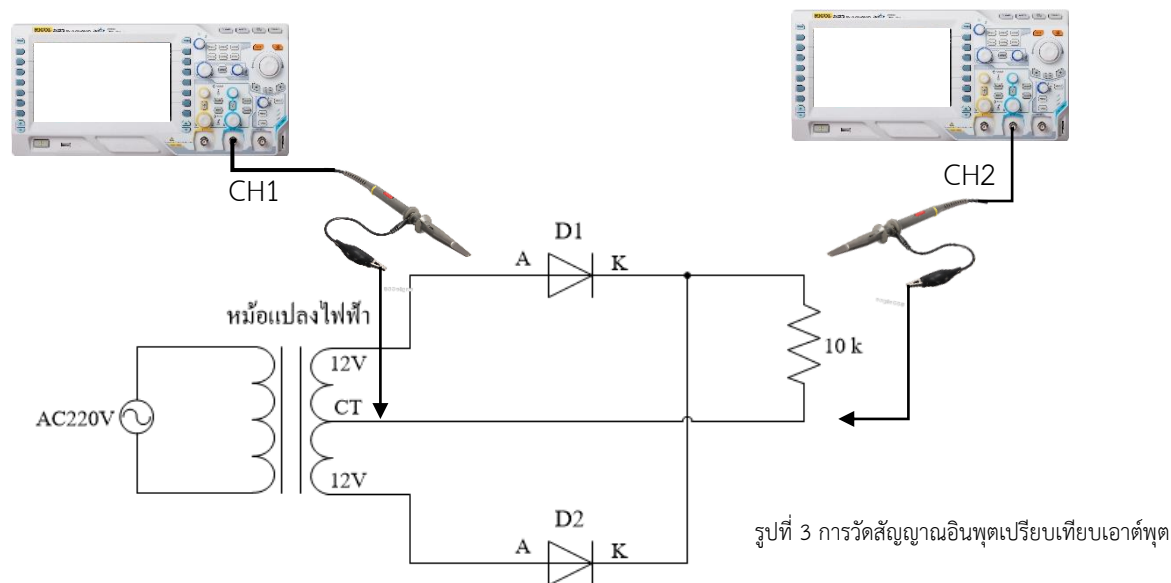 RIGOL
RIGOL
CH1
CH2
D1
A
K
หม้อแปลงไฟฟ้า
12V
10 k
CT
AC220V
12V
D2
A
K
รูปที่ 3 การวัดสัญญาณอินพุตเปรียบเทียบเอาต์พุต